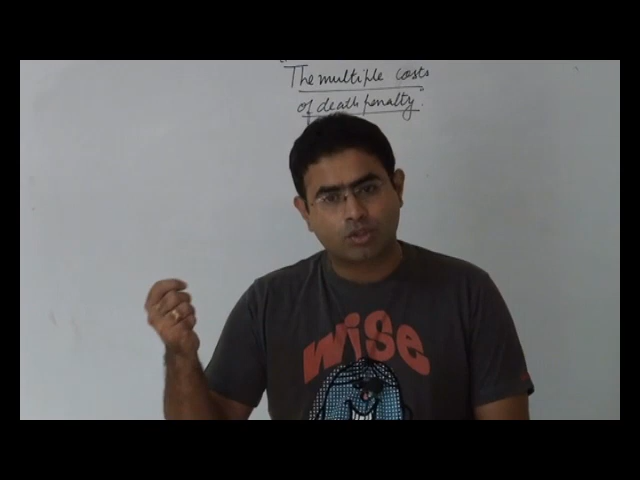 "The multiple costs
of death penalty".
WISE